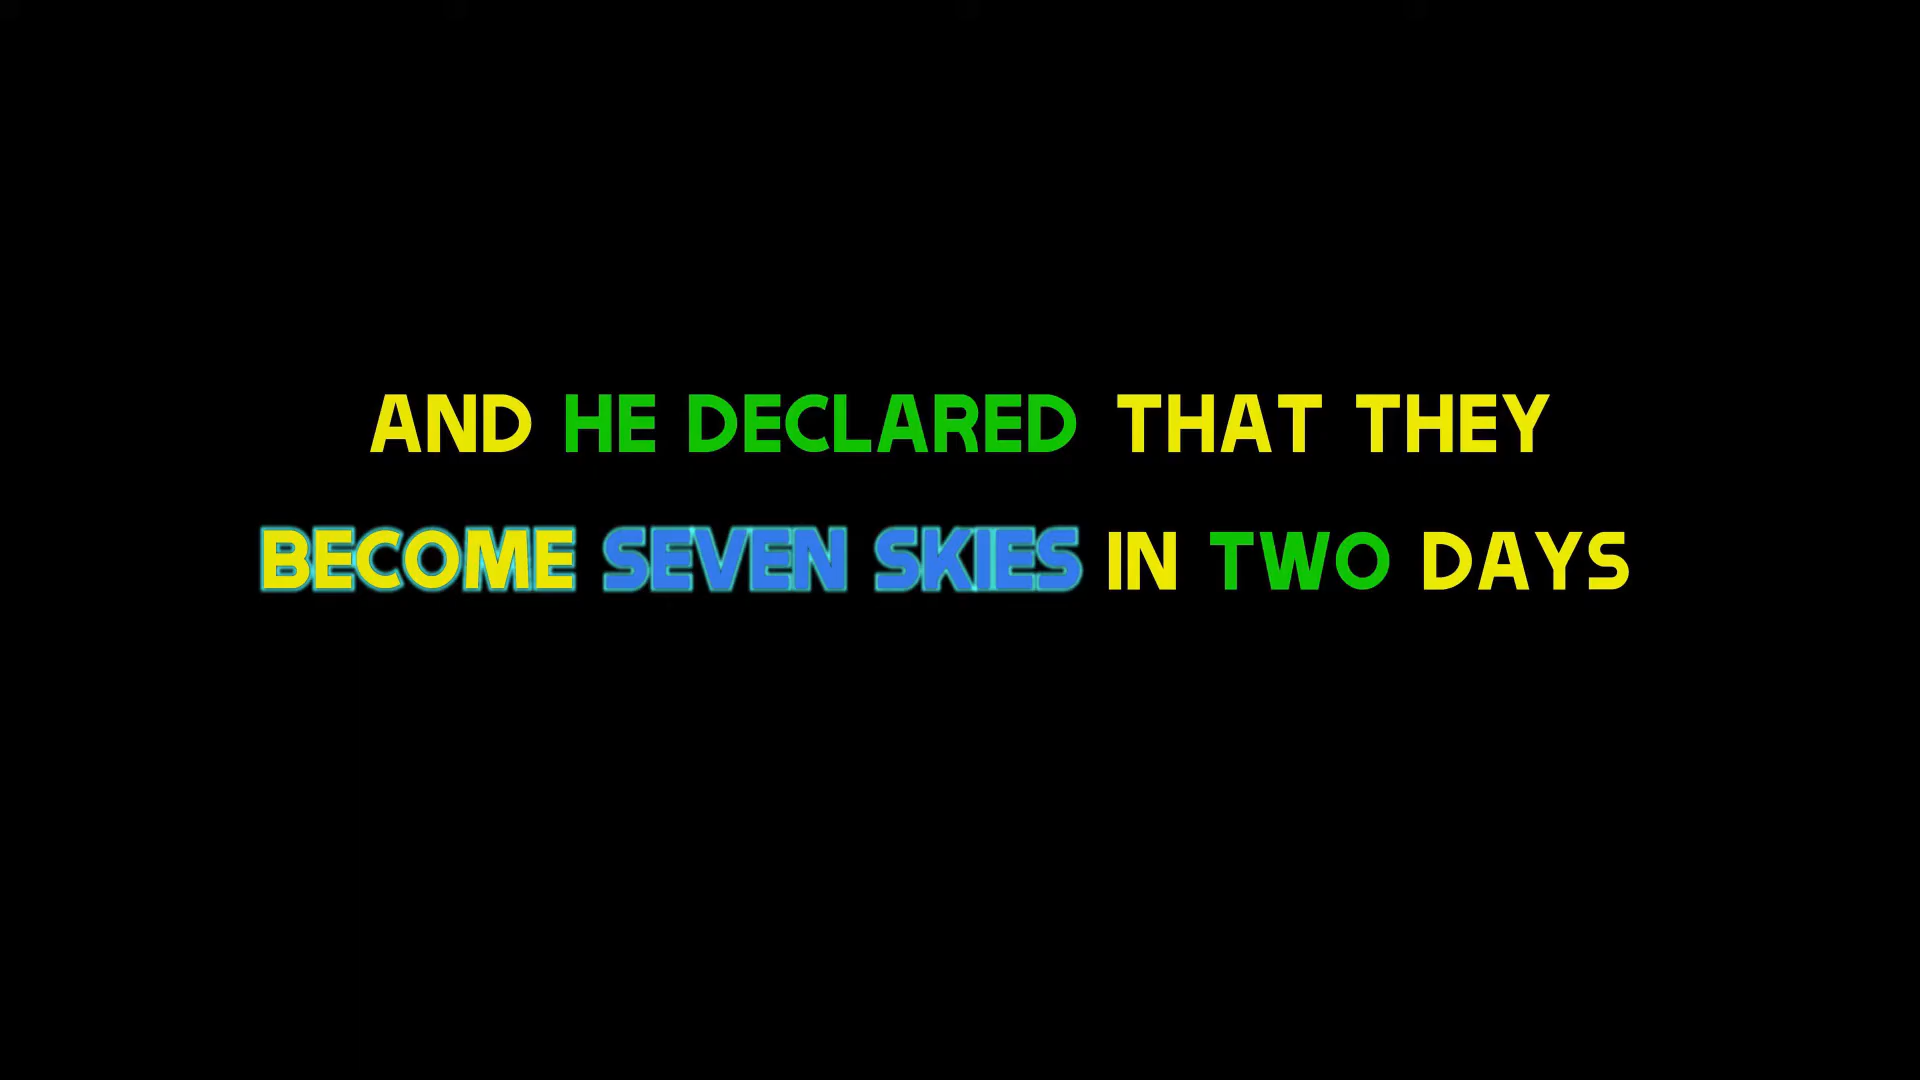 AND HE DECLARED THAT THEY
BECOME SEVEN SKIES IN TWO DAYS